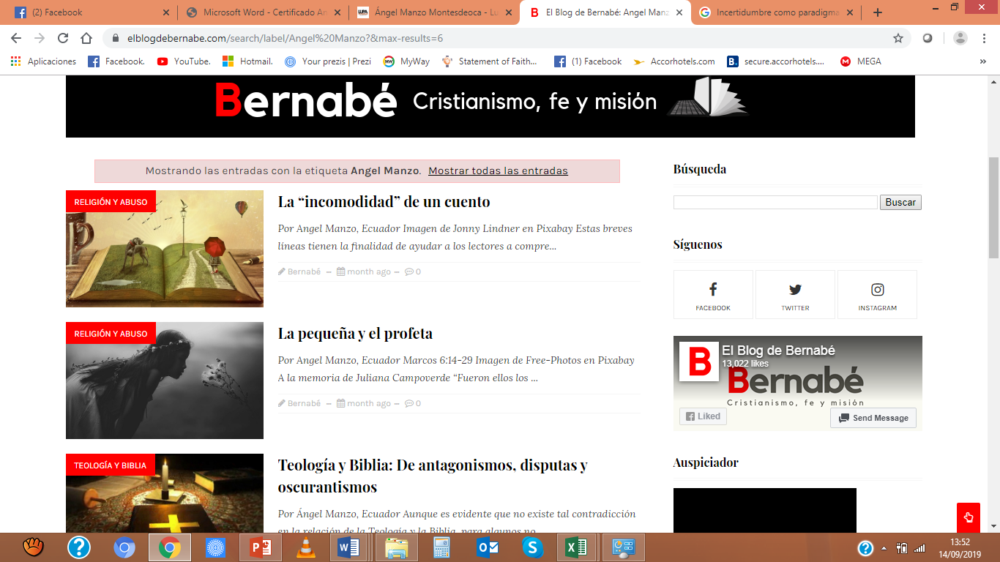 (2) Facebook
Microsoft Word - Certificado An
Ángel Manzo Montesdeoca - Lu
El Blog de Bernabé: Angel Manz
Incertidumbre como paradigma
elblogdebernabe.com/search/label/Angel%20Manzo?&max-results=6
Aplicaciones
Facebook.
YouTube.
Hotmail.
Your prezis | Prezi
MyWay
Statement of Faith...
(1) Facebook
Accorhotels.com
secure.accorhotels....
MEGA
Bernabé Cristianismo, fe y misión
Mostrando las entradas con la etiqueta Angel Manzo. Mostrar todas las entradas
RELIGIÓN Y ABUSO
La “incomodidad” de un cuento
Por Angel Manzo, Ecuador Imagen de Jonny Lindner en Pixabay Estas breves
líneas tienen la finalidad de ayudar a los lectores a compre...
Bernabé – month ago – 0
RELIGIÓN Y ABUSO
La pequeña y el profeta
Por Angel Manzo, Ecuador Marcos 6:14-29 Imagen de Free-Photos en Pixabay
A la memoria de Juliana Campoverde “Fueron ellos los ...
Bernabé – month ago – 0
TEOLOGÍA Y BIBLIA
Teología y Biblia: De antagonismos, disputas y
oscurantismos
Por Ángel Manzo, Ecuador Aunque es evidente que no existe tal contradicción
en la relación de la Teología y la Biblia, para algunos no
Búsqueda
Buscar
Síguenos
FACEBOOK
TWITTER
INSTAGRAM
B
El Blog de Bernabé
13,022 likes
Bernabé
Cristianismo, fe y misión
Liked
Send Message
Auspiciador
13:52
14/09/2019